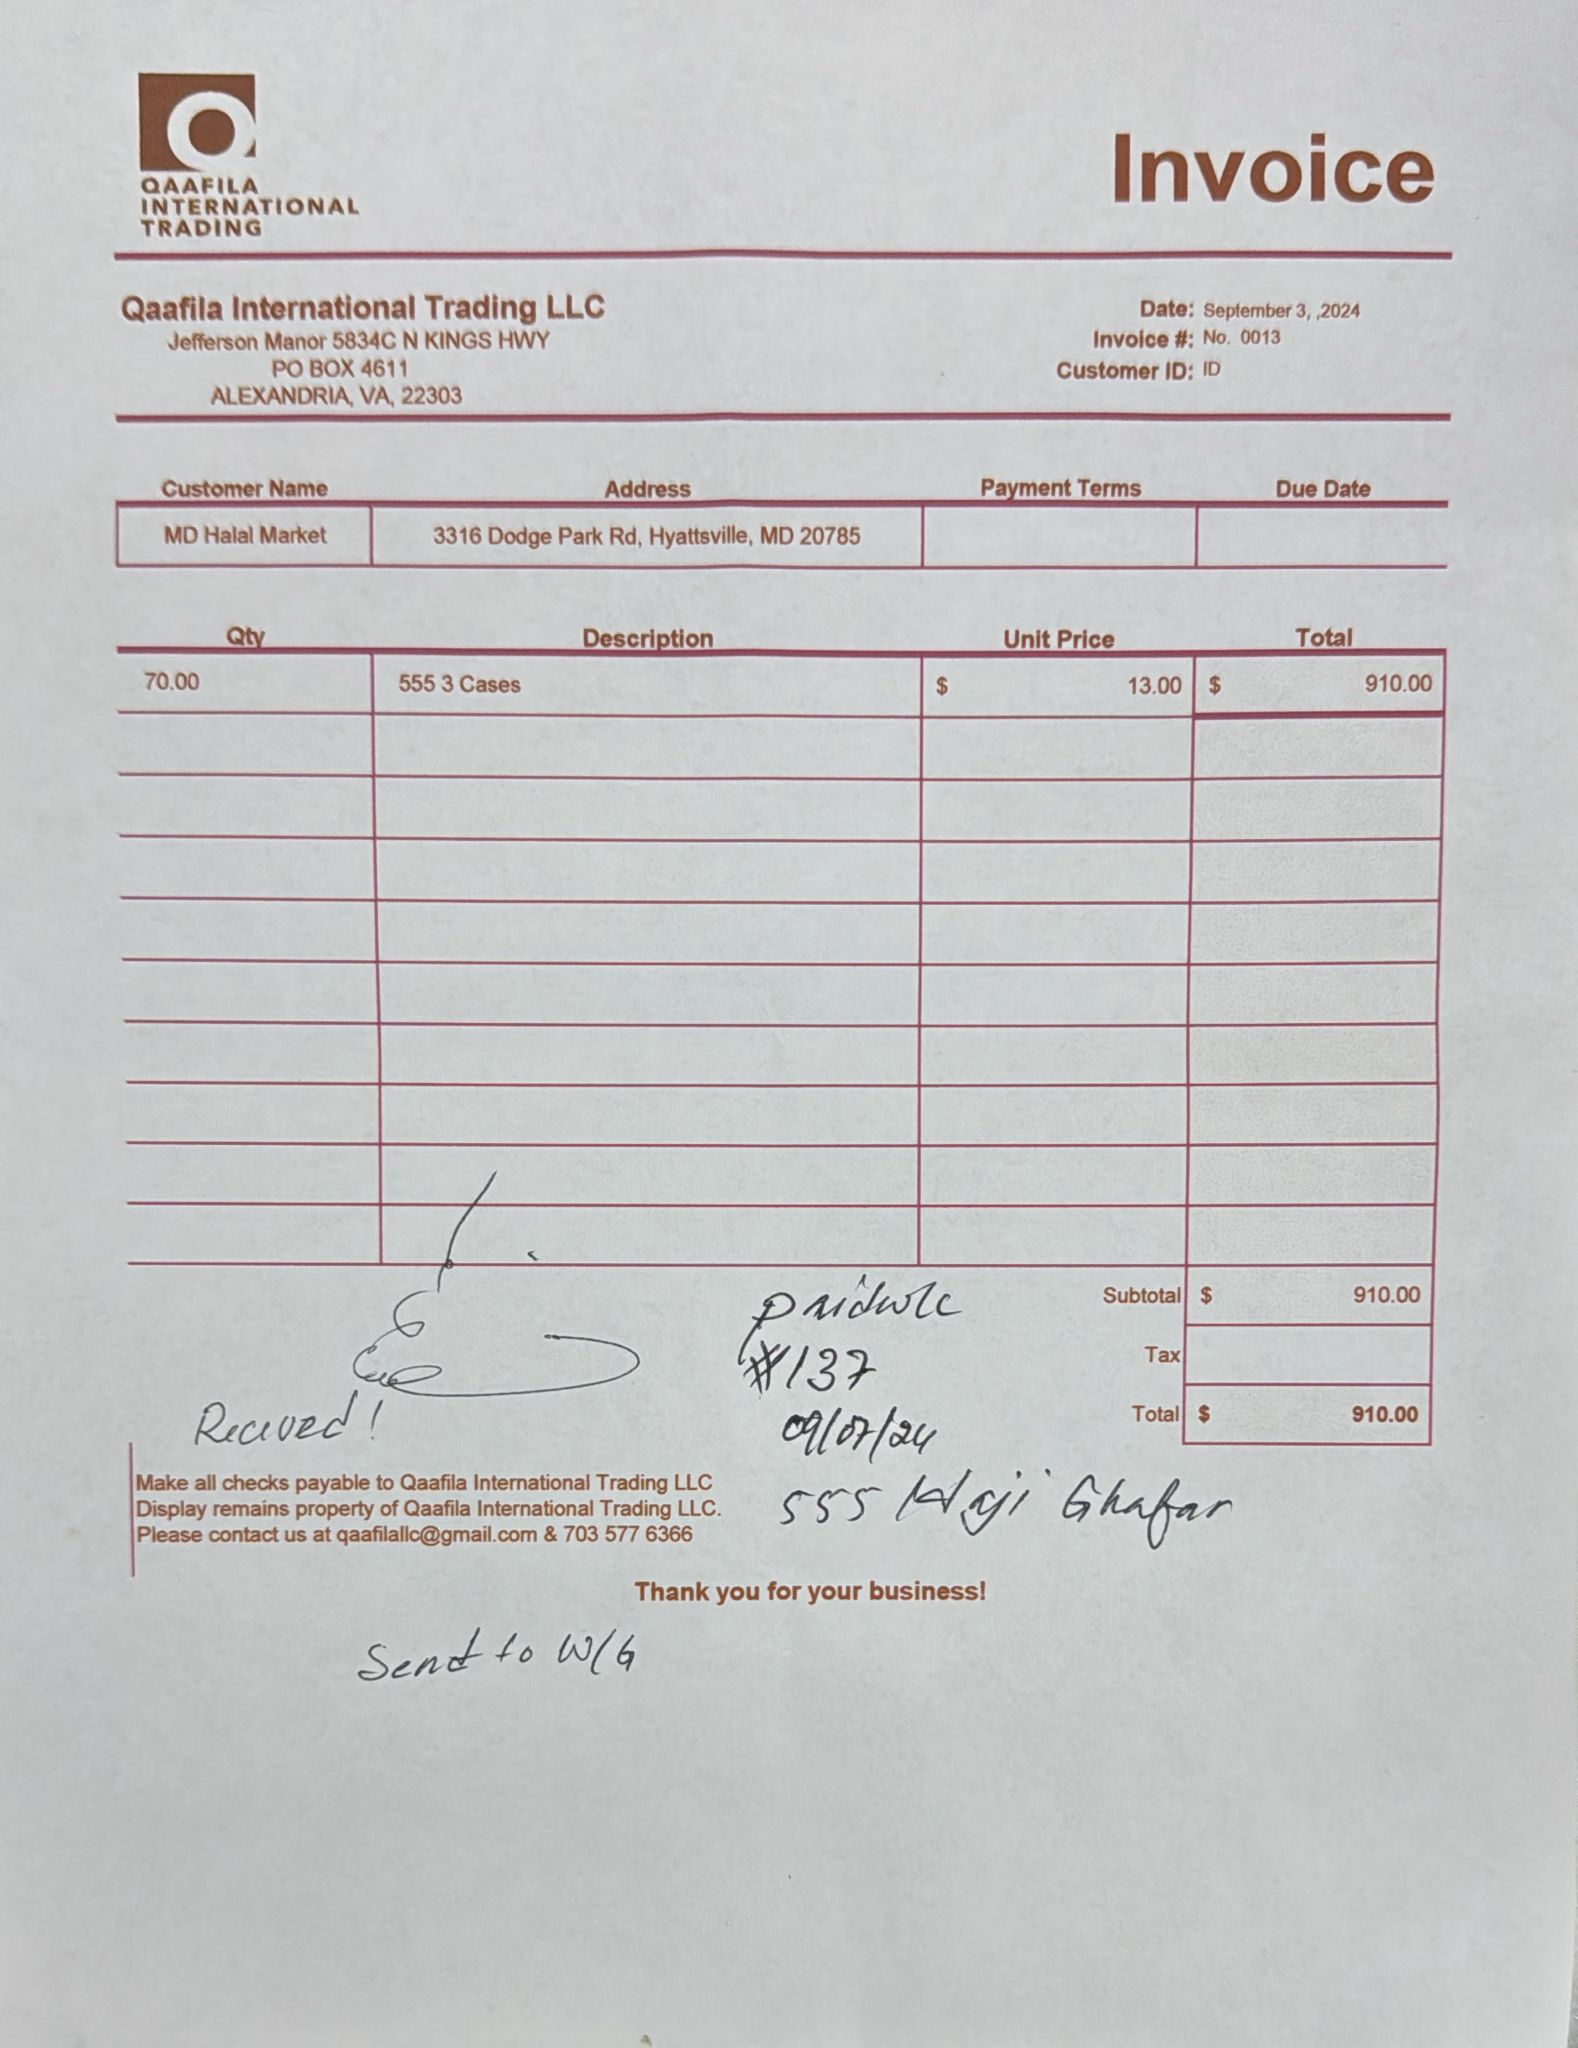 QAAFILA
INTERNATIONAL
TRADING
Invoice
Qaafila International Trading LLC
Jefferson Manor 5834C N KINGS HWY
PO BOX 4611
ALEXANDRIA, VA, 22303
Date: September 3, ,2024
Invoice #: No. 0013
Customer ID: ID
Customer Name Address Payment Terms Due Date
MD Halal Market 3316 Dodge Park Rd, Hyattsville, MD 20785
Qty Description Unit Price Total
70.00 555 3 Cases $ 13.00 $ 910.00
Subtotal $ 910.00
Tax
Total $ 910.00
#137
09/07/24
555 Haji Ghafar
Recived!
Make all checks payable to Qaafila International Trading LLC
Display remains property of Qaafila International Trading LLC.
Please contact us at qaafilallc@gmail.com & 703 577 6366
Thank you for your business!
Send to W/G